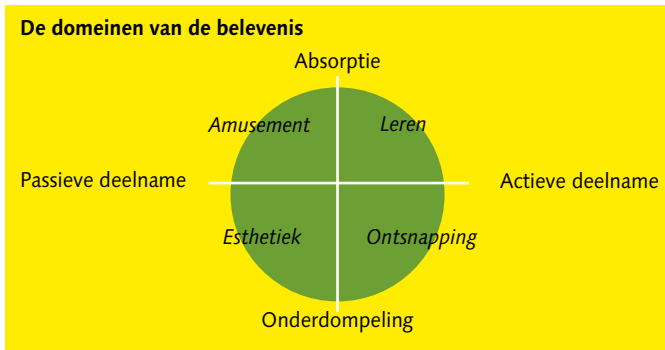 De domeinen van de belevenis
Absorptie
Amusement
Leren
Passieve deelname
Actieve deelname
Esthetiek
Ontsnapping
Onderdompeling